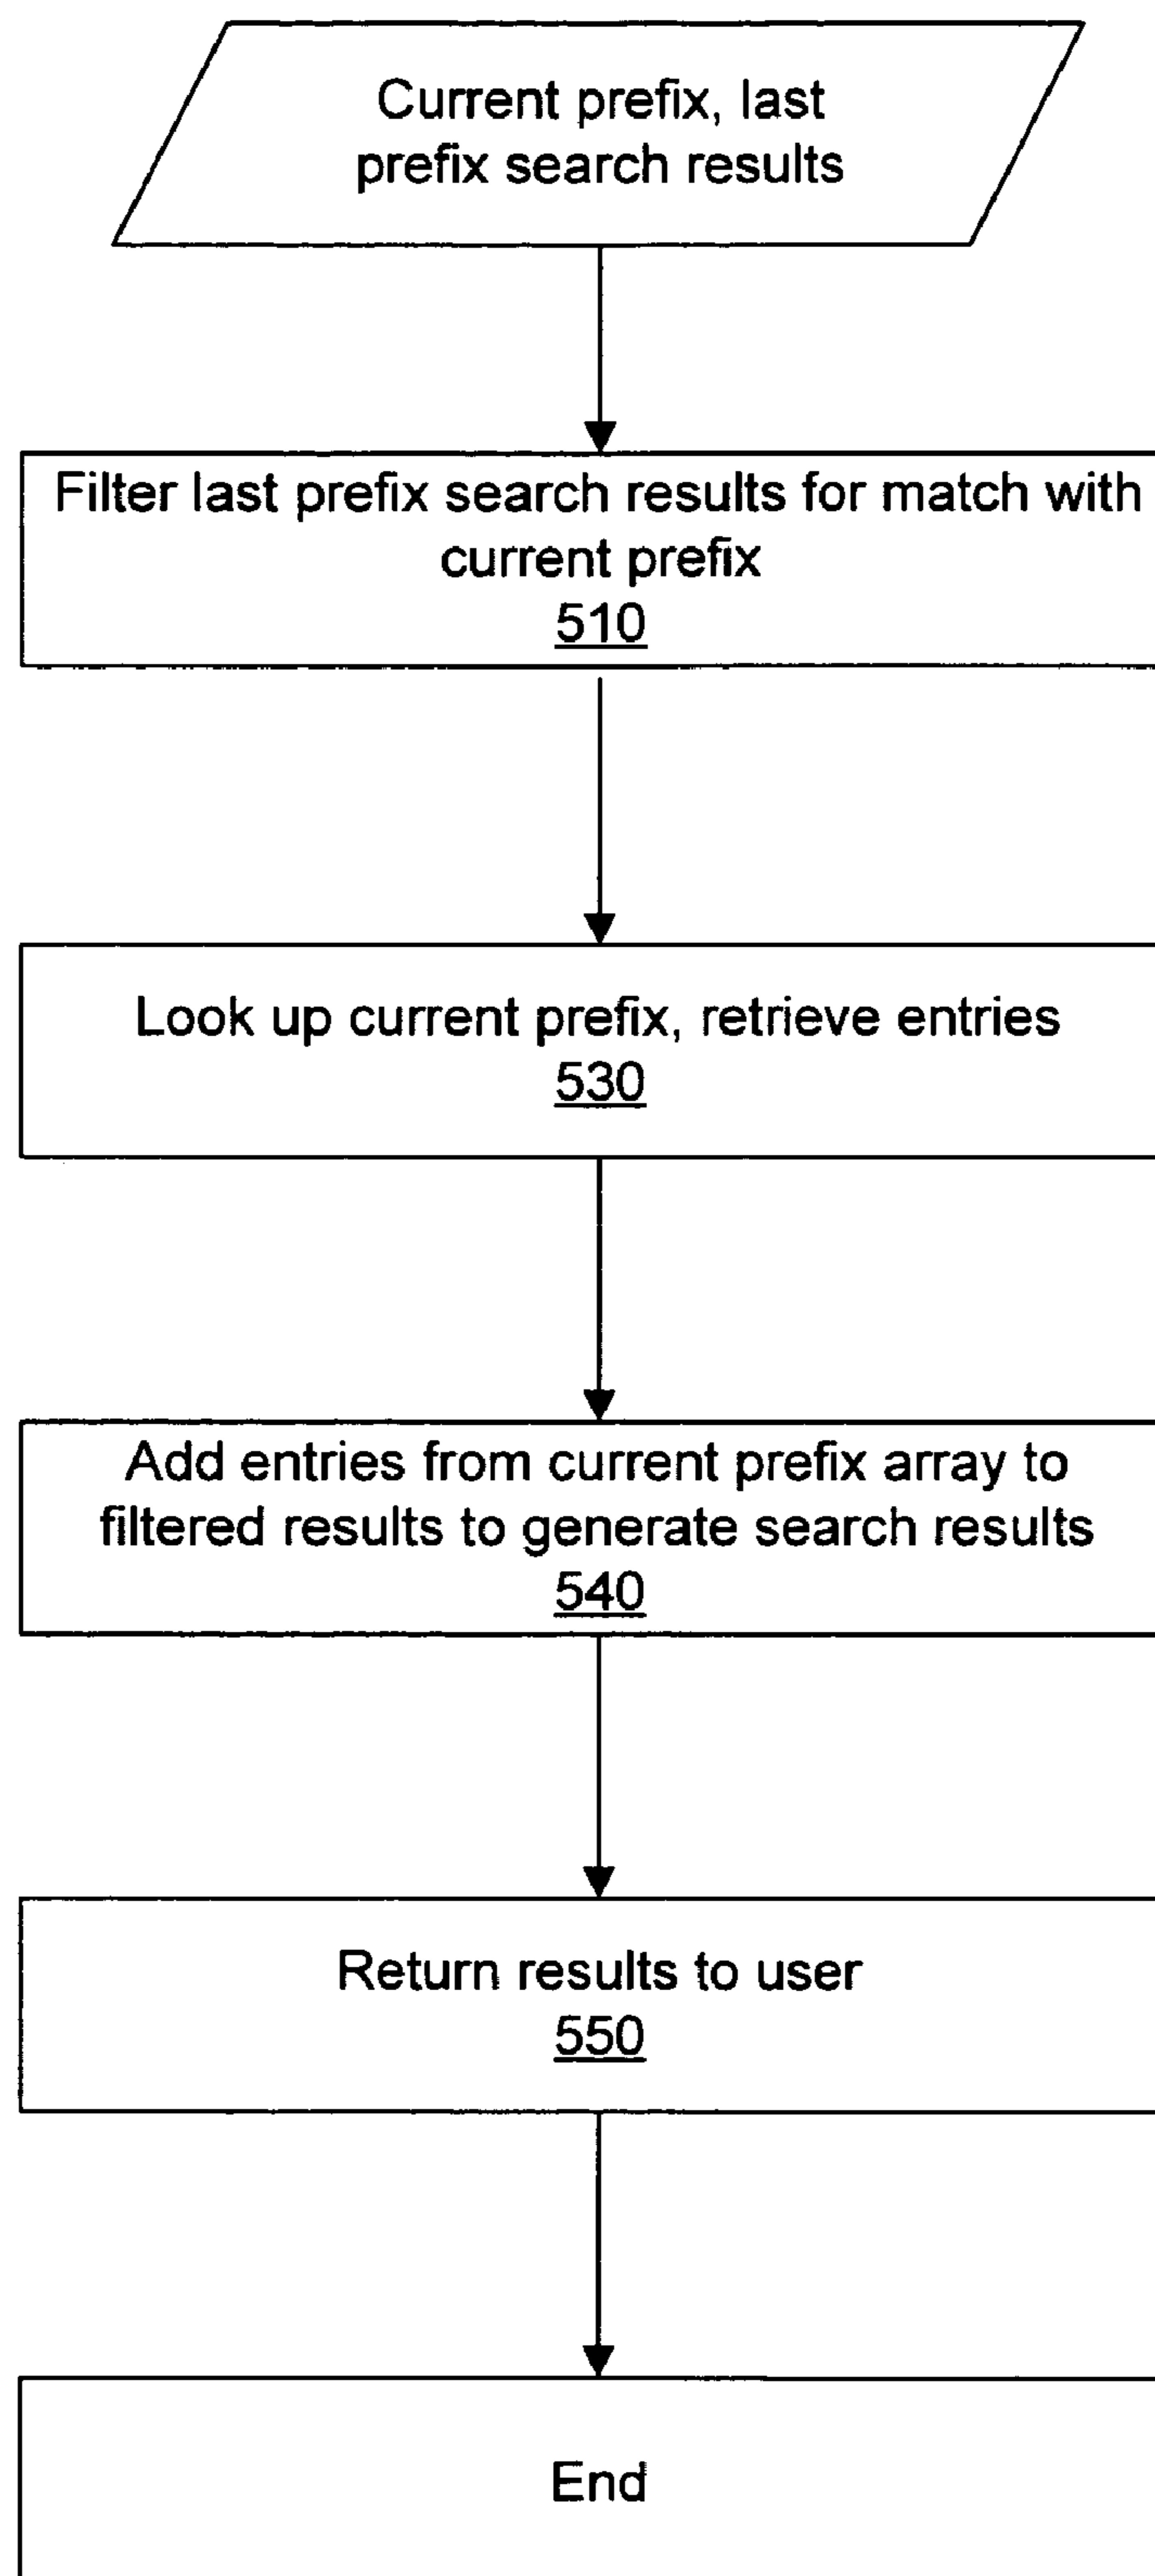 Current prefix, last
prefix search results
Filter last prefix search results for match with
current prefix
510
Look up current prefix, retrieve entries
530
Add entries from current prefix array to
filtered results to generate search results
540
Return results to user
550
End